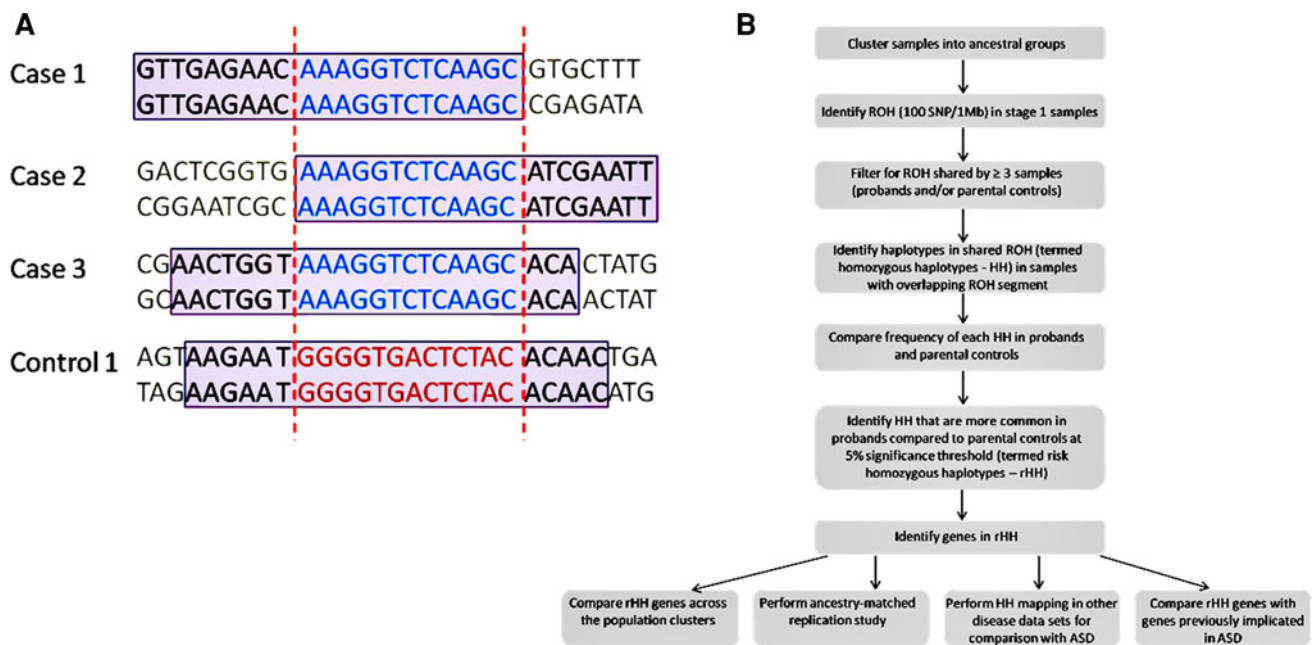 A
Case 1
GTTGAGAAC AAAGGTCTCAAGC GTGCTTT
GTTGAGAAC AAAGGTCTCAAGC CGAGATA
Case 2
GACTCGGTG AAAGGTCTCAAGC ATCGAATT
CGGAATCGC AAAGGTCTCAAGC ATCGAATT
Case 3
CGAACTGGT AAAGGTCTCAAGC ACA CTATG
GCAACTGGT AAAGGTCTCAAGC ACA ACTAT
Control 1
AGTAAGAAT GGGGTGACTCTAC ACAACTGA
TAGAAGAAT GGGGTGACTCTAC ACAACATG
B
Cluster samples into ancestral groups
Identify ROH (100 SNP/1Mb) in stage 1 samples
Filter for ROH shared by ≥ 3 samples
(probands and/or parental controls)
Identify haplotypes in shared ROH (termed
homozygous haplotypes - HH) in samples
with overlapping ROH segment
Compare frequency of each HH in probands
and parental controls
Identify HH that are more common in
probands compared to parental controls at
5% significance threshold (termed risk
homozygous haplotypes – rHH)
Identify genes in rHH
Compare rHH genes across
the population clusters
Perform ancestry-matched
replication study
Perform HH mapping in other
disease data sets for
comparison with ASD
Compare rHH genes with
genes previously implicated
in ASD